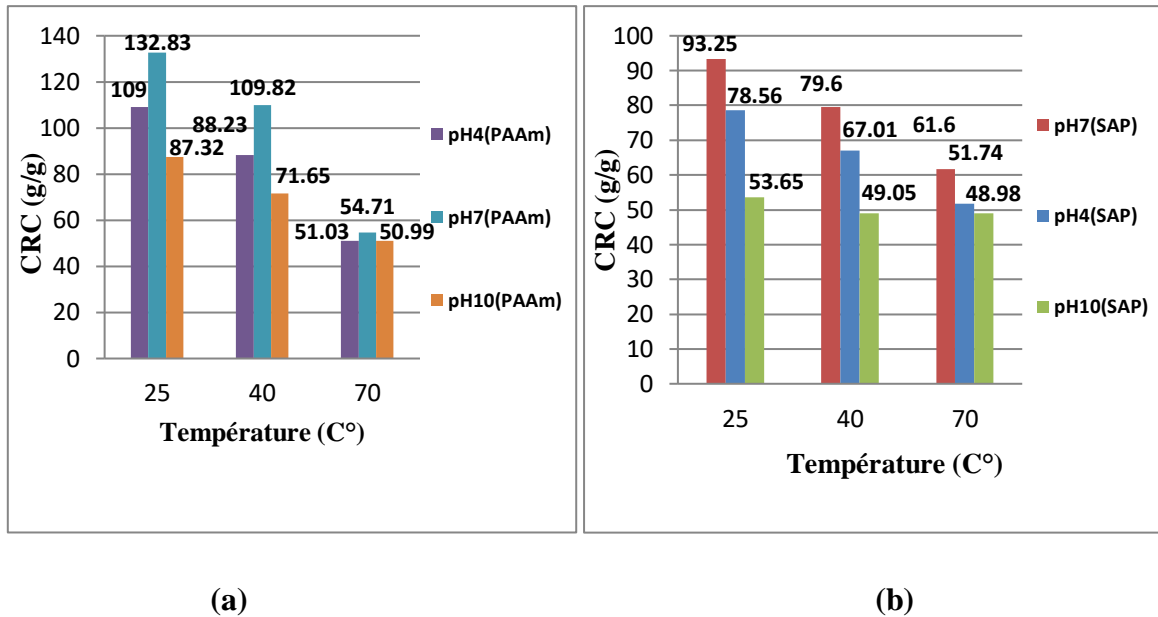 CRC (g/g)
140
120
100
80
60
40
20
0
132.83
109
87.32
109.82
88.23
71.65
54.71
51.03
50.99
25 40 70
Température (C°)
pH4(PAAm)
pH7(PAAm)
pH10(PAAm)
(a)
CRC (g/g)
100
90
80
70
60
50
40
30
20
10
0
93.25
78.56
53.65
79.6
67.01
49.05
61.6
51.74
48.98
25 40 70
Température (C°)
pH7(SAP)
pH4(SAP)
pH10(SAP)
(b)